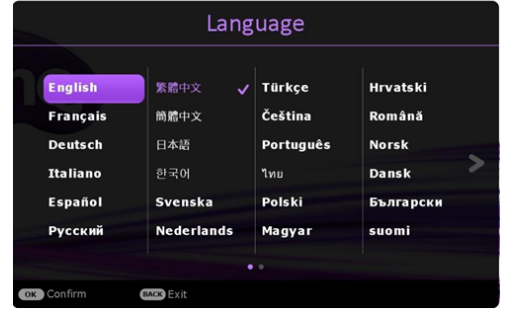 Language
English 繁體中文 Türkçe Hrvatski
Français 簡體中文 Čeština Română
Deutsch 日本語 Português Norsk
Italiano 한국어 ไทย Dansk
Español Svenska Polski Български
Русский Nederlands Magyar suomi
OK Confirm BACK Exit